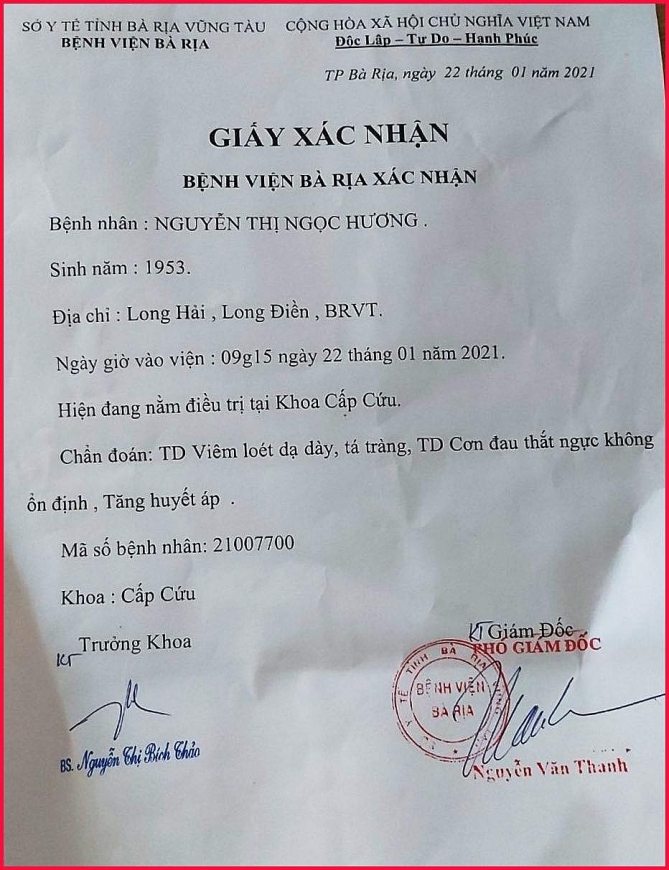 SỞ Y TẾ TỈNH BÀ RỊA VŨNG TÀU CỘNG HÒA XÃ HỘI CHỦ NGHĨA VIỆT NAM
BỆNH VIỆN BÀ RỊA Độc Lập – Tự Do – Hạnh Phúc
TP Bà Rịa, ngày 22 tháng 01 năm 2021
GIẤY XÁC NHẬN
BỆNH VIỆN BÀ RỊA XÁC NHẬN
Bệnh nhân : NGUYỄN THỊ NGỌC HƯƠNG .
Sinh năm : 1953.
Địa chỉ : Long Hải , Long Điền , BRVT.
Ngày giờ vào viện : 09g15 ngày 22 tháng 01 năm 2021.
Hiện đang nằm điều trị tại Khoa Cấp Cứu.
Chẩn đoán: TD Viêm loét dạ dày, tá tràng, TD Cơn đau thắt ngực không
ổn định , Tăng huyết áp .
Mã số bệnh nhân: 21007700
Khoa : Cấp Cứu
KT Trưởng Khoa
KT Giám Đốc
PHÓ GIÁM ĐỐC
Y TẾ TỈNH BÀ RỊA VŨNG TÀU
BỆNH VIỆN
BÀ RỊA
BS. Nguyễn Thị Bích Thảo
Nguyễn Văn Thanh